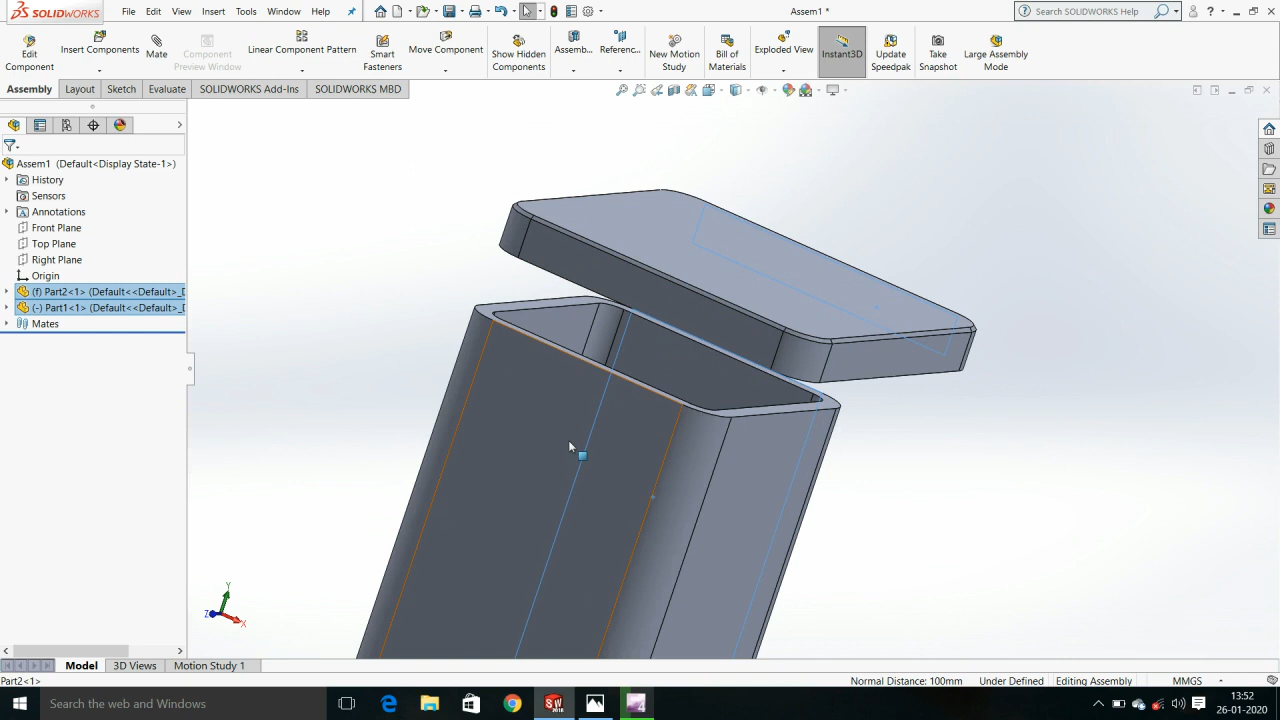 SOLIDWORKS File Edit View Insert Tools Window Help Assem1 * Search SOLIDWORKS Help ?
Edit Component
Insert Components
Mate
Component Preview Window
Linear Component Pattern
Smart Fasteners
Move Component
Show Hidden Components
Assemb...
Referen...
New Motion Study
Bill of Materials
Exploded View
Instant3D
Update Speedpak
Take Snapshot
Large Assembly Mode
Assembly Layout Sketch Evaluate SOLIDWORKS Add-Ins SOLIDWORKS MBD
Assem1 (Default<Display State-1>)
History
Sensors
Annotations
Front Plane
Top Plane
Right Plane
Origin
(f) Part2<1> (Default<<Default>_D
(-) Part1<1> (Default<<Default>_D
Mates
Y
Z
X
Model 3D Views Motion Study 1
Part2<1> Normal Distance: 100mm Under Defined Editing Assembly MMGS
Search the web and Windows
SW
2018
13:52
26-01-2020